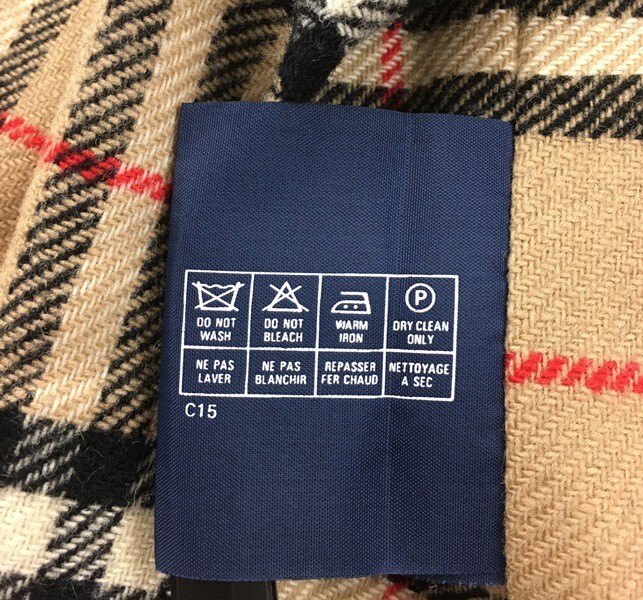 P
DO NOT
WASH
DO NOT
BLEACH
WARM
IRON
DRY CLEAN
ONLY
NE PAS
LAVER
NE PAS
BLANCHIR
REPASSER
FER CHAUD
NETTOYAGE
A SEC
C15